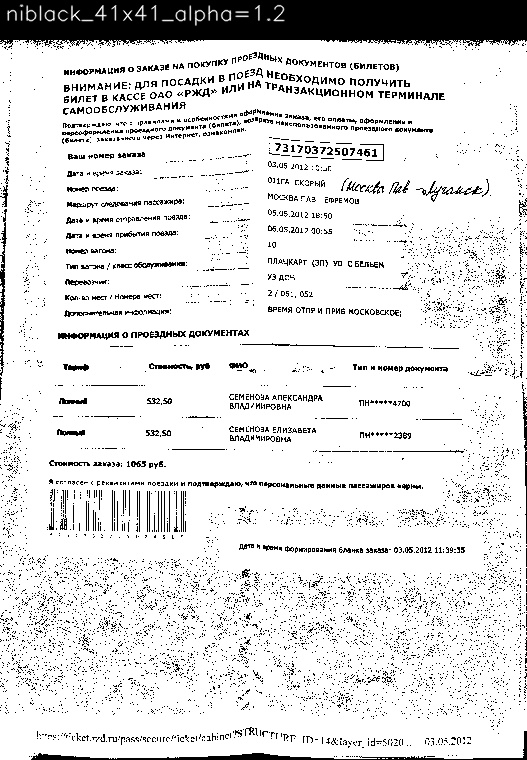 niblack_41x41_alpha=1.2
ИНФОРМАЦИЯ О ЗАКАЗЕ НА ПОКУПКУ ПРОЕЗДНЫХ ДОКУМЕНТОВ (БИЛЕТОВ)
ВНИМАНИЕ: ДЛЯ ПОСАДКИ В ПОЕЗД НЕОБХОДИМО ПОЛУЧИТЬ
БИЛЕТ В КАССЕ ОАО «РЖД» ИЛИ НА ТРАНЗАКЦИОННОМ ТЕРМИНАЛЕ
САМООБСЛУЖИВАНИЯ
Подтверждаю что с правилами и особенностями оформления заказа, его оплаты, оформления и
переоформления проездного документа (билета), возврата неиспользованного проездного документа
(билета), заказанного через Интернет, ознакомлен.
Ваш номер заказа 73170372507461
Дата и время заказа: 03.05.2012
Номер поезда: 011ГА СКОРЫЙ (Москва Пав - Луганск)
Маршрут следования пассажира: МОСКВА ПАВ ЕФРЕМОВ
Дата и время отправления поезда: 05.05.2012 18:50
Дата и время прибытия поезда: 06.05.2012 00:55
Номер вагона: 10
Тип вагона / класс обслуживания: ПЛАЦКАРТ (ЗП) У0 С БЕЛЬЕМ
Перевозчик: УЗ ДОН
Кол-во мест / Номера мест: 2 / 051, 052
Дополнительная информация: ВРЕМЯ ОТПР И ПРИБ МОСКОВСКОЕ;
ИНФОРМАЦИЯ О ПРОЕЗДНЫХ ДОКУМЕНТАХ
Тариф Стоимость, руб ФИО Тип и номер документа
Полный 532,50 СЕМЕНОВА АЛЕКСАНДРА
ВЛАДИМИРОВНА ПН*****4700
Полный 532,50 СЕМЕНОВА ЕЛИЗАВЕТА
ВЛАДИМИРОВНА ПН*****2389
Стоимость заказа: 1065 руб.
Я согласен с реквизитами поездки и подтверждаю, что персональные данные пассажиров верны.
Дата и время формирования бланка заказа: 03.05.2012 11:39:35
https://ticket.rzd.ru/pass/secure/ticket/cabinet?STRUCTURE_ID=14&layer_id=5020... 03.05.2012